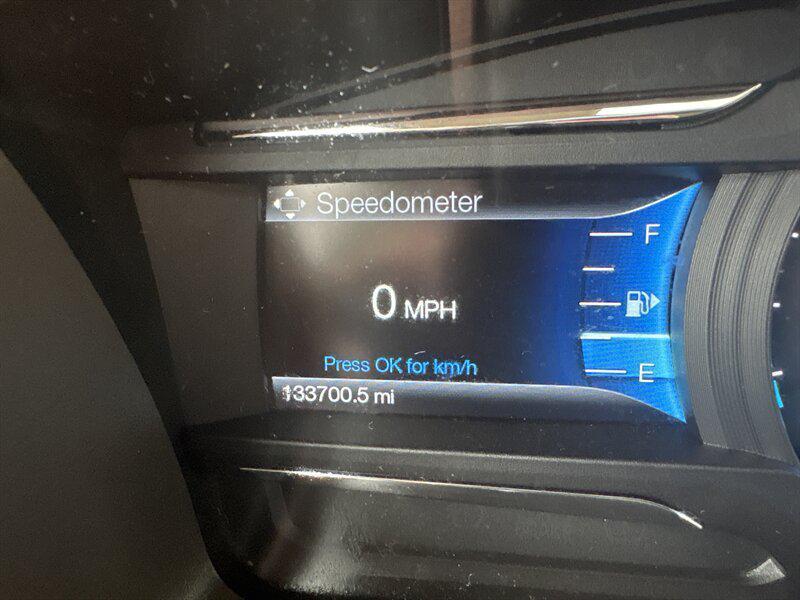 Speedometer
F
0 MPH
Press OK for km/h
E
133700.5 mi